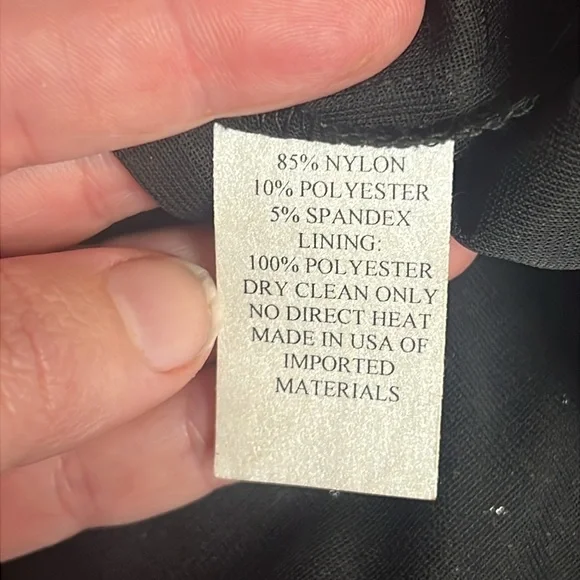 85% NYLON
10% POLYESTER
5% SPANDEX
LINING:
100% POLYESTER
DRY CLEAN ONLY
NO DIRECT HEAT
MADE IN USA OF
IMPORTED
MATERIALS